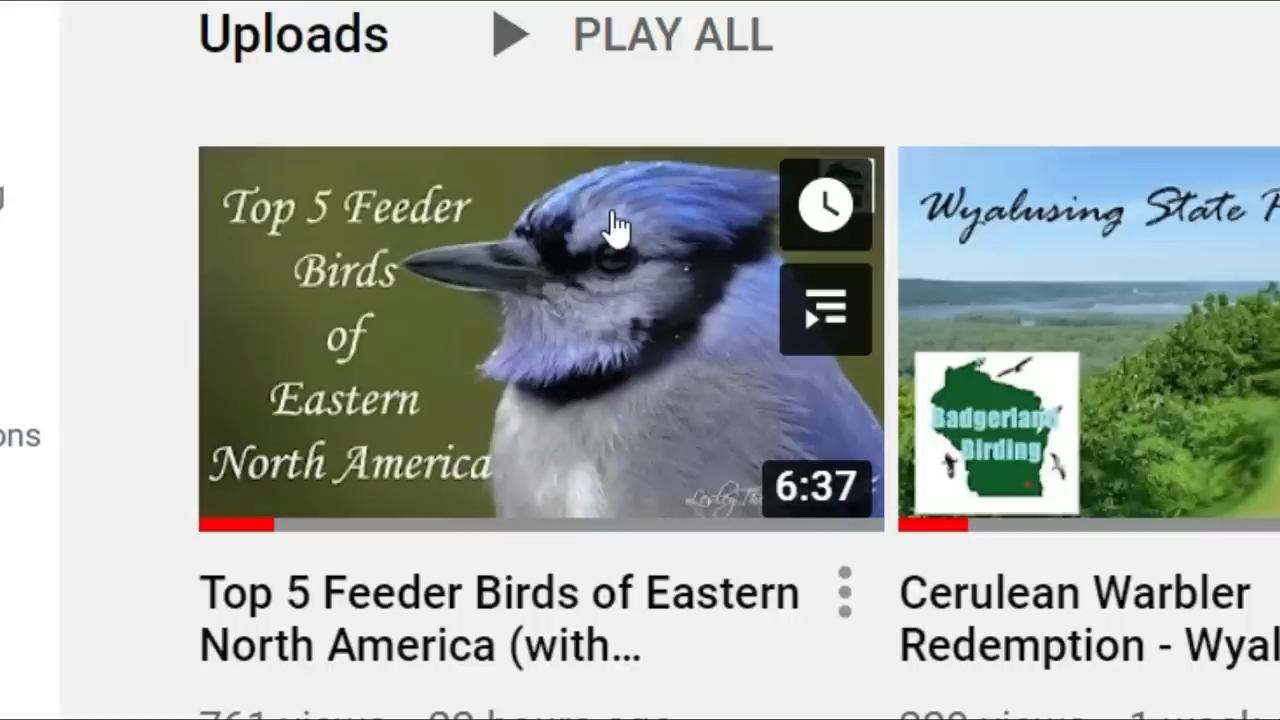 Uploads
PLAY ALL
Top 5 Feeder
Birds
of
Eastern
North America
6:37
Wyalusing State
Badgerland
Birding
Top 5 Feeder Birds of Eastern
North America (with...
Cerulean Warbler
Redemption - Wyal
ons